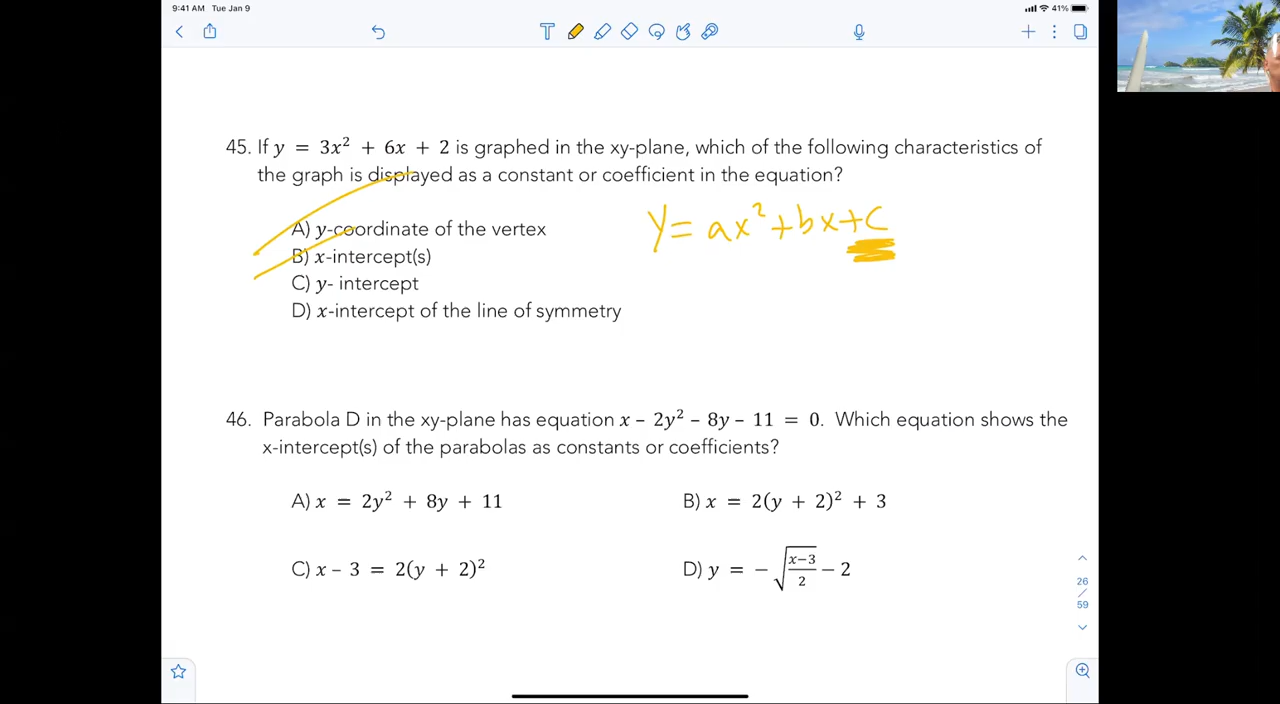 9:41 AM Tue Jan 9
41%
45. If y = 3x² + 6x + 2 is graphed in the xy-plane, which of the following characteristics of
the graph is displayed as a constant or coefficient in the equation?
A) y-coordinate of the vertex
y = ax² + bx + c
B) x-intercept(s)
C) y- intercept
D) x-intercept of the line of symmetry
46. Parabola D in the xy-plane has equation x – 2y² – 8y – 11 = 0. Which equation shows the
x-intercept(s) of the parabolas as constants or coefficients?
A) x = 2y² + 8y + 11
B) x = 2(y + 2)² + 3
C) x – 3 = 2(y + 2)²
D) y = –√((x–3)/2) – 2
26
/
59